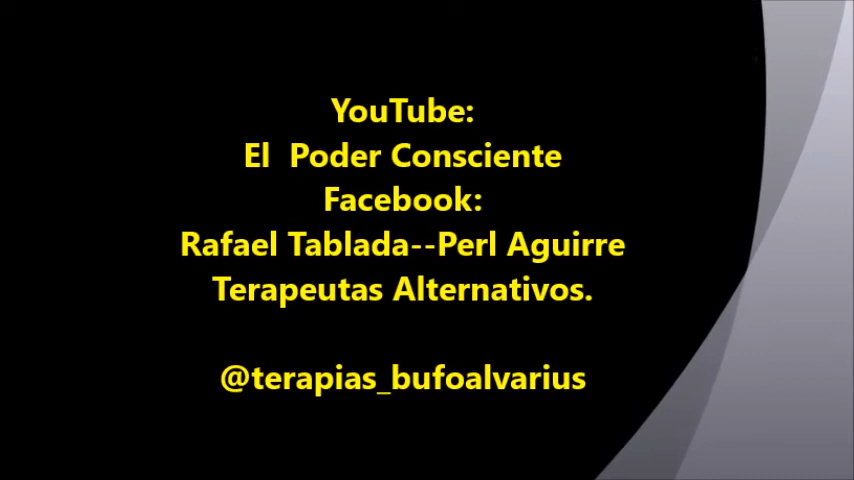 YouTube:
El  Poder Consciente
Facebook:
Rafael Tablada--Perl Aguirre
Terapeutas Alternativos.
@terapias_bufoalvarius